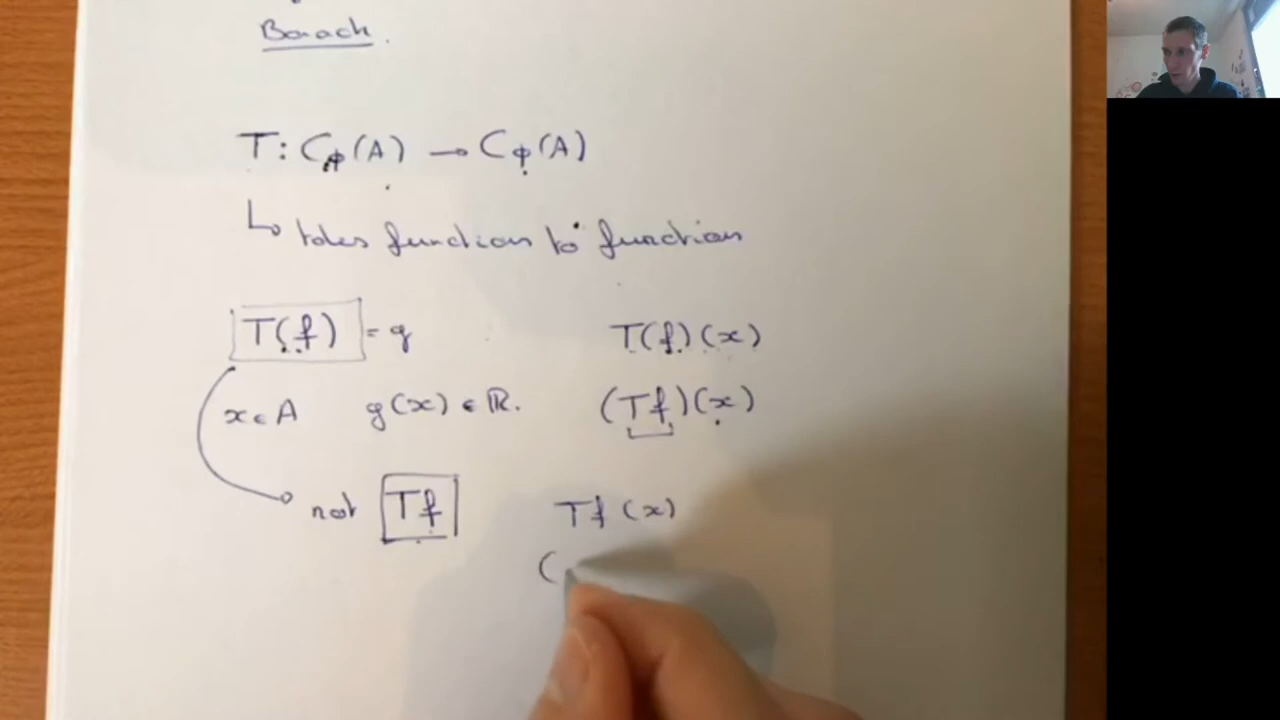 Banach.
T: Cφ(A) → Cφ(A)
↳ takes function to function
T(f) = g
T(f)(x)
x ∈ A g(x) ∈ ℝ.
(Tf)(x)
not Tf
Tf(x)
(